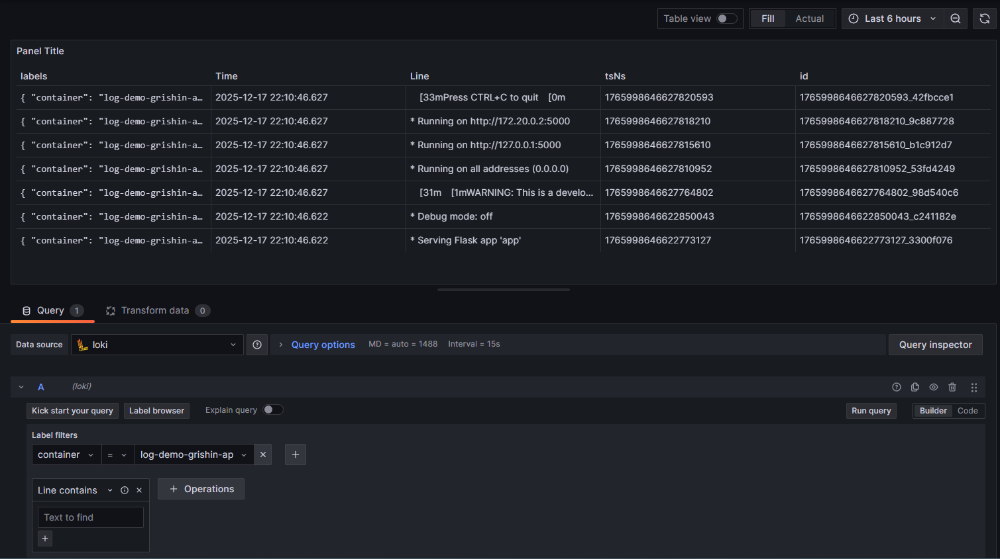 Table view Fill Actual Last 6 hours
Panel Title
labels Time Line tsNs id
{ "container": "log-demo-grishin-a… 2025-12-17 22:10:46.627 [33mPress CTRL+C to quit [0m 1765998646627820593 1765998646627820593_42fbcce1
{ "container": "log-demo-grishin-a… 2025-12-17 22:10:46.627 * Running on http://172.20.0.2:5000 1765998646627818210 1765998646627818210_9c887728
{ "container": "log-demo-grishin-a… 2025-12-17 22:10:46.627 * Running on http://127.0.0.1:5000 1765998646627815610 1765998646627815610_b1c912d7
{ "container": "log-demo-grishin-a… 2025-12-17 22:10:46.627 * Running on all addresses (0.0.0.0) 1765998646627810952 1765998646627810952_53fd4249
{ "container": "log-demo-grishin-a… 2025-12-17 22:10:46.627 [31m [1mWARNING: This is a develo... 1765998646627764802 1765998646627764802_98d540c6
{ "container": "log-demo-grishin-a… 2025-12-17 22:10:46.622 * Debug mode: off 1765998646622850043 1765998646622850043_c241182e
{ "container": "log-demo-grishin-a… 2025-12-17 22:10:46.622 * Serving Flask app 'app' 1765998646622773127 1765998646622773127_3300f076
Query 1 Transform data 0
Data source loki Query options MD = auto = 1488 Interval = 15s Query inspector
A (loki)
Kick start your query Label browser Explain query Run query Builder Code
Label filters
container = log-demo-grishin-ap
Line contains + Operations
Text to find
+